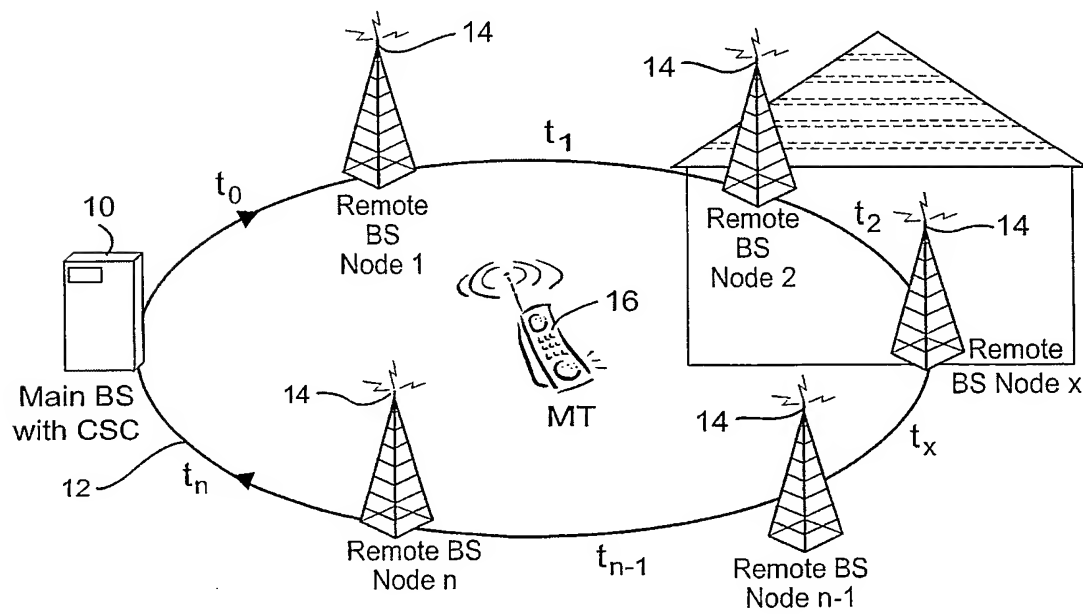 14
14
t1
t0
10
Remote
BS
Node 1
Remote
BS
Node 2
t2
14
16
Main BS
with CSC
14
MT
14
Remote
BS Node x
tx
12
tn
Remote BS
Node n
tn-1
Remote BS
Node n-1